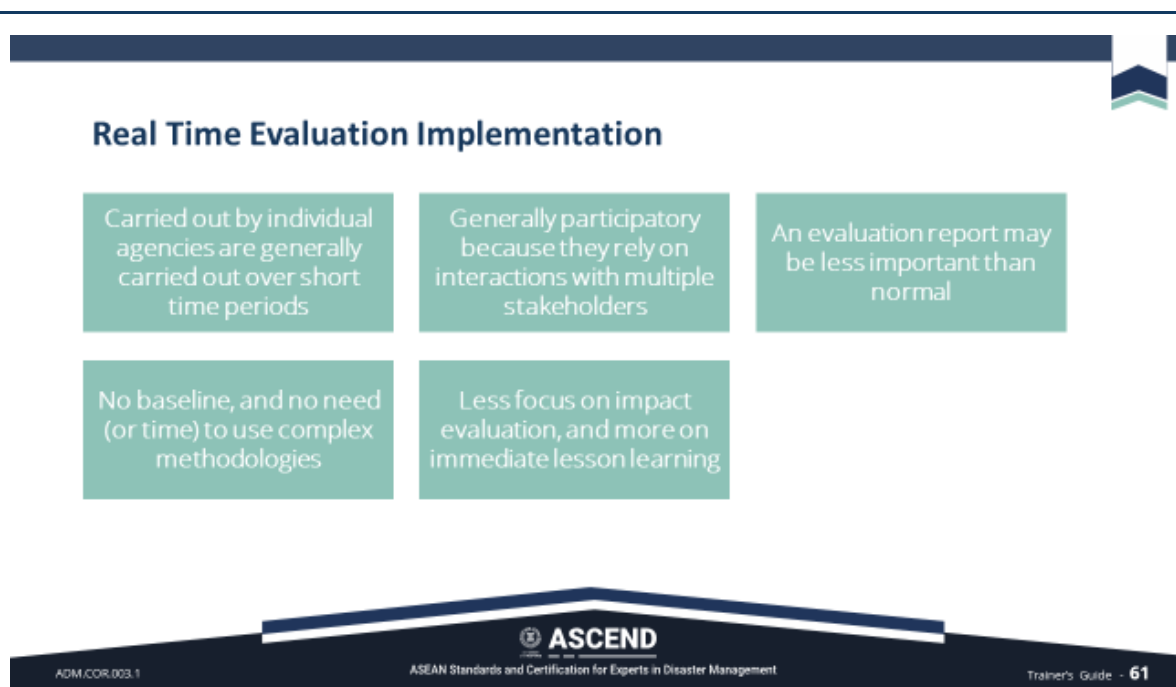 Real Time Evaluation Implementation
Carried out by individual
agencies are generally
carried out over short
time periods
Generally participatory
because they rely on
interactions with multiple
stakeholders
An evaluation report may
be less important than
normal
No baseline, and no need
(or time) to use complex
methodologies
Less focus on impact
evaluation, and more on
immediate lesson learning
ASCEND
ASEAN Standards and Certification for Experts in Disaster Management
ADM.COR.003.1
Trainer's Guide - 61